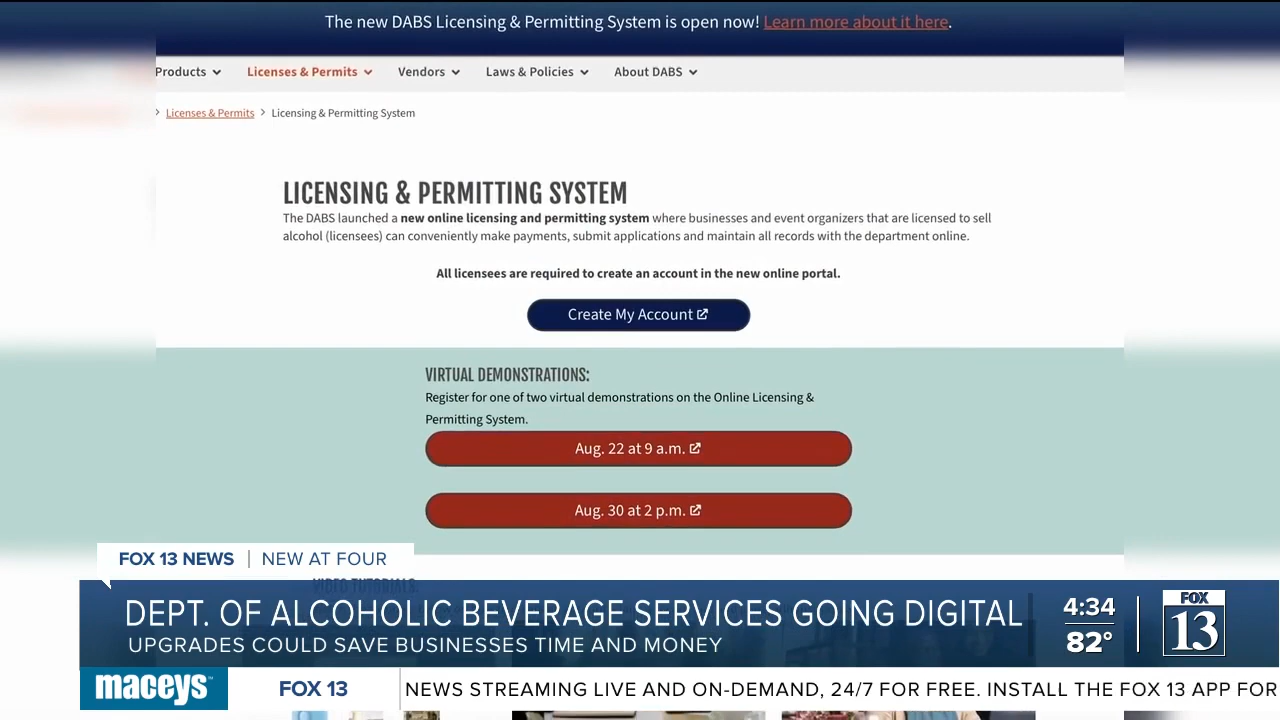 The new DABS Licensing & Permitting System is open now! Learn more about it here.
Products Licenses & Permits Vendors Laws & Policies About DABS
Licenses & Permits > Licensing & Permitting System
LICENSING & PERMITTING SYSTEM
The DABS launched a new online licensing and permitting system where businesses and event organizers that are licensed to sell
alcohol (licensees) can conveniently make payments, submit applications and maintain all records with the department online.
All licensees are required to create an account in the new online portal.
Create My Account
VIRTUAL DEMONSTRATIONS:
Register for one of two virtual demonstrations on the Online Licensing &
Permitting System.
Aug. 22 at 9 a.m.
Aug. 30 at 2 p.m.
FOX 13 NEWS | NEW AT FOUR
VIDEO TUTORIALS:
DEPT. OF ALCOHOLIC BEVERAGE SERVICES GOING DIGITAL
UPGRADES COULD SAVE BUSINESSES TIME AND MONEY
4:34
82°
FOX
13
maceys
FOX 13
NEWS STREAMING LIVE AND ON-DEMAND, 24/7 FOR FREE. INSTALL THE FOX 13 APP FOR